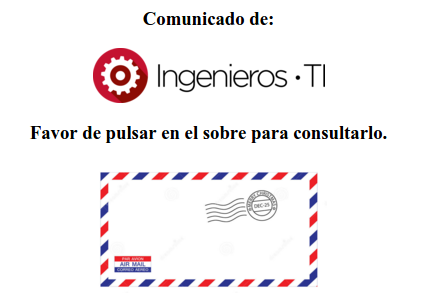 Comunicado de:
Ingenieros · TI
Favor de pulsar en el sobre para consultarlo.
DEC-25
PAR AVION
AIR MAIL
CORREO AEREO